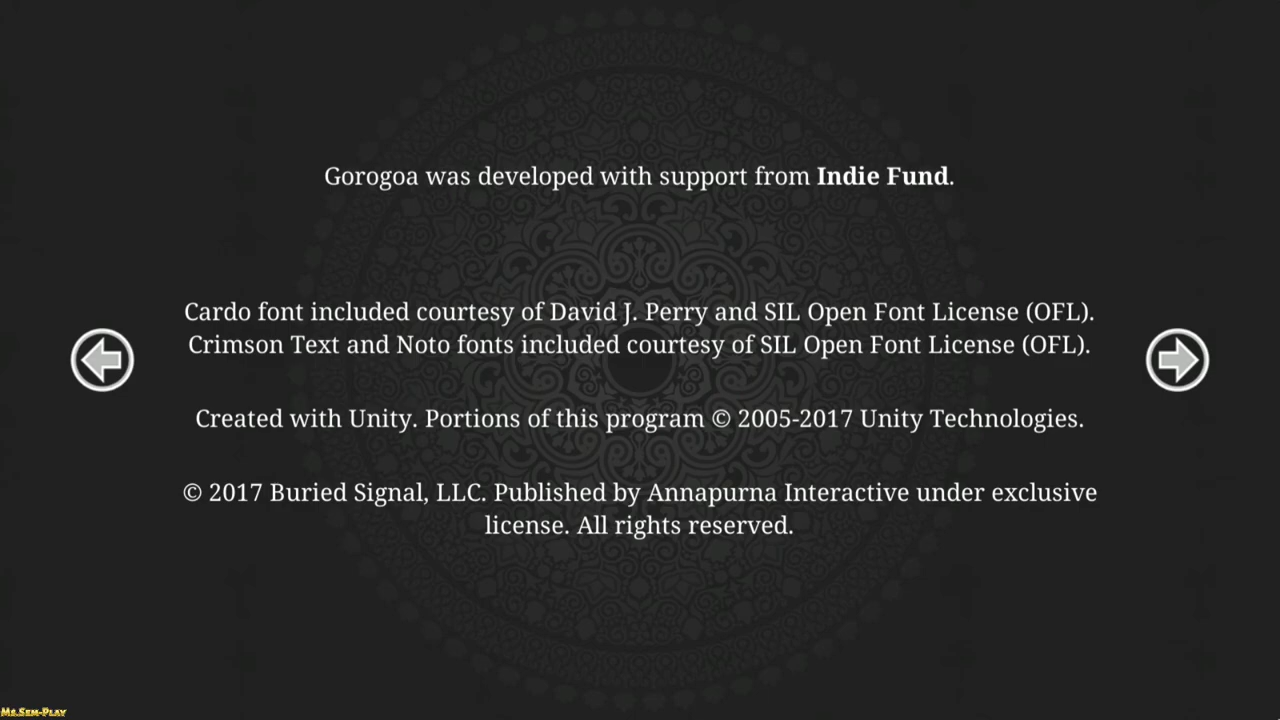 Gorogoa was developed with support from Indie Fund.
Cardo font included courtesy of David J. Perry and SIL Open Font License (OFL).
Crimson Text and Noto fonts included courtesy of SIL Open Font License (OFL).
Created with Unity. Portions of this program © 2005-2017 Unity Technologies.
© 2017 Buried Signal, LLC. Published by Annapurna Interactive under exclusive
license. All rights reserved.
Ms.Sem-Play